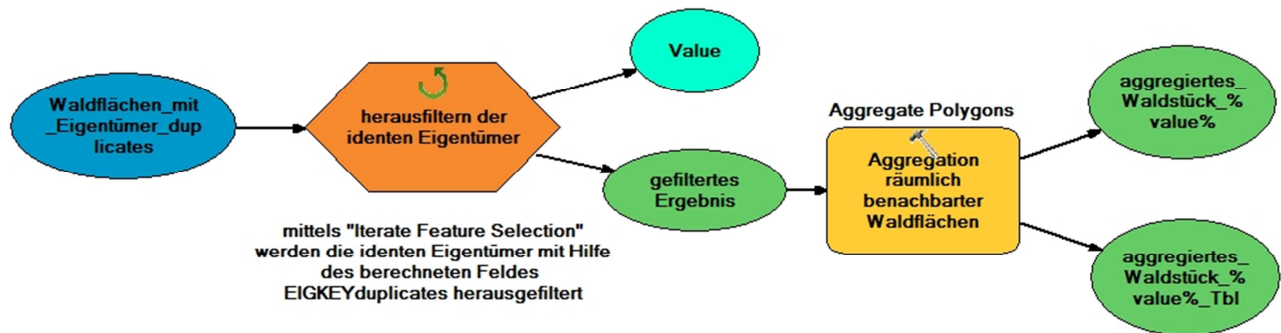 Waldflächen_mit
_Eigentümer_dup
licates
herausfiltern der
identen Eigentümer
Value
gefiltertes
Ergebnis
mittels "Iterate Feature Selection"
werden die identen Eigentümer mit Hilfe
des berechneten Feldes
EIGKEYduplicates herausgefiltert
Aggregate Polygons
Aggregation
räumlich
benachbarter
Waldflächen
aggregiertes_
Waldstück_%
value%
aggregiertes_
Waldstück_%
value%_Tbl